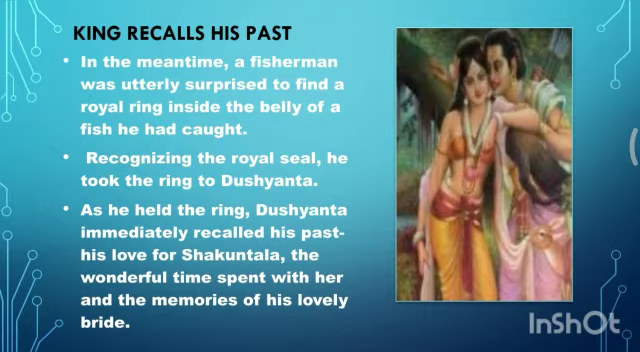 KING RECALLS HIS PAST
• In the meantime, a fisherman
was utterly surprised to find a
royal ring inside the belly of a
fish he had caught.
• Recognizing the royal seal, he
took the ring to Dushyanta.
• As he held the ring, Dushyanta
immediately recalled his past-
his love for Shakuntala, the
wonderful time spent with her
and the memories of his lovely
bride.
InShOt